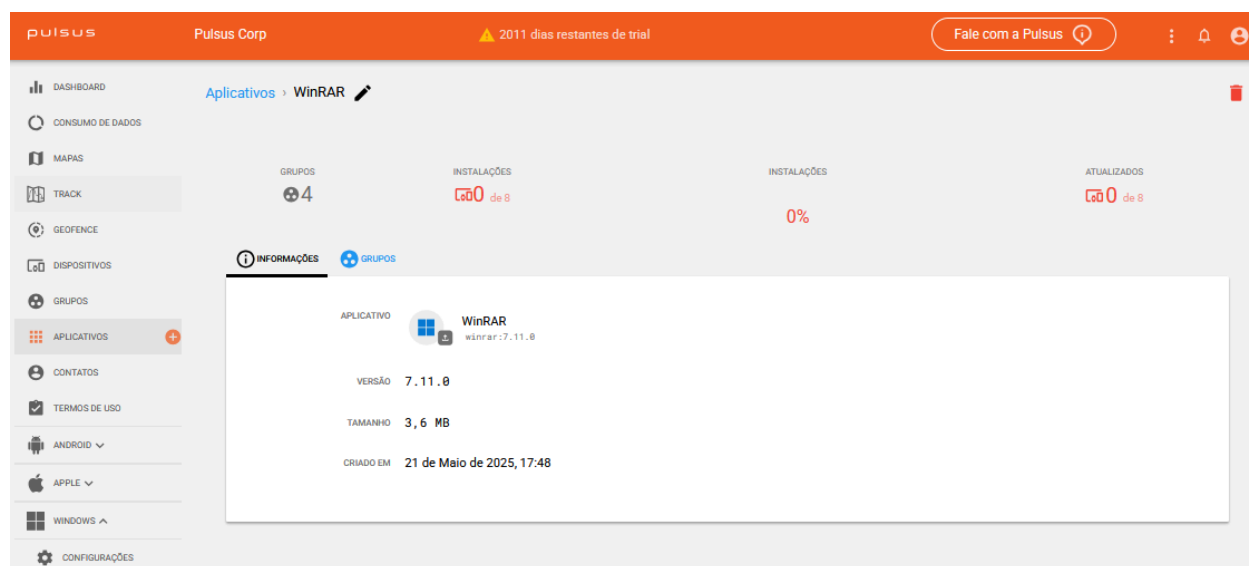 pulsus
Pulsus Corp
2011 dias restantes de trial
Fale com a Pulsus
DASHBOARD
CONSUMO DE DADOS
MAPAS
TRACK
GEOFENCE
DISPOSITIVOS
GRUPOS
APLICATIVOS
CONTATOS
TERMOS DE USO
ANDROID
APPLE
WINDOWS
CONFIGURAÇÕES
Aplicativos › WinRAR
GRUPOS
4
INSTALAÇÕES
0 de 8
INSTALAÇÕES
0%
ATUALIZADOS
0 de 8
INFORMAÇÕES
GRUPOS
APLICATIVO
WinRAR
winrar:7.11.0
VERSÃO 7.11.0
TAMANHO 3,6 MB
CRIADO EM 21 de Maio de 2025, 17:48